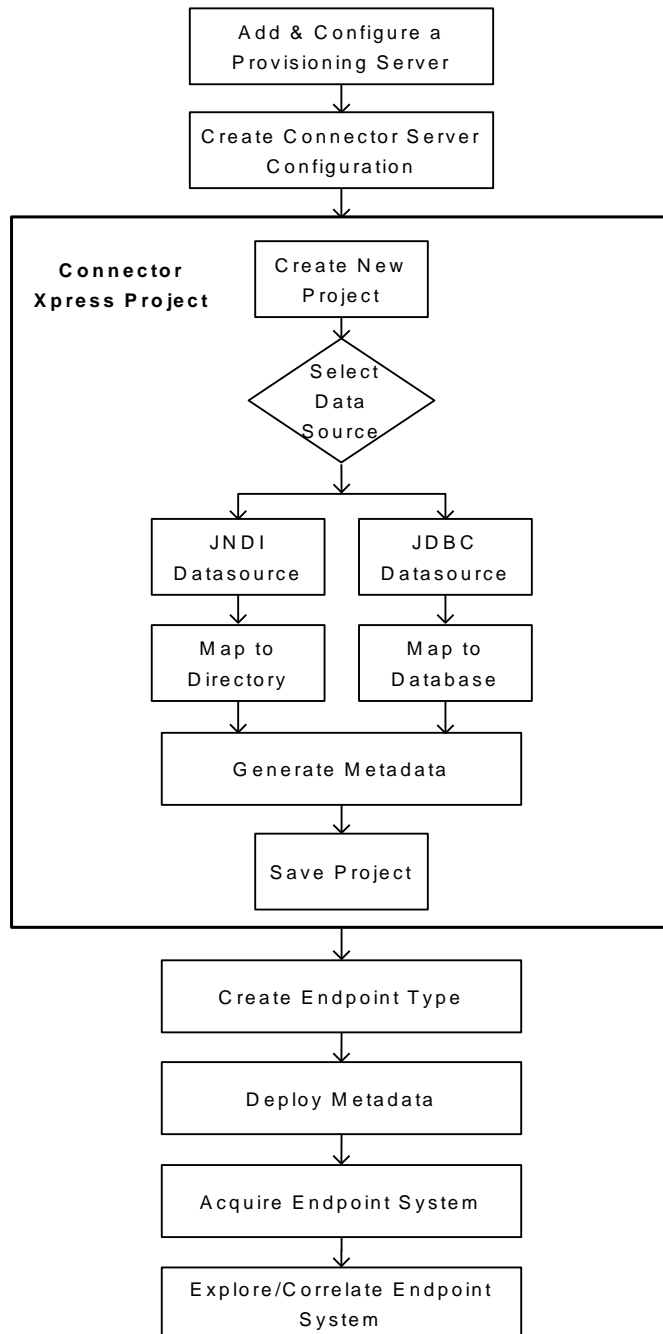 Add & Configure a
Provisioning Server
Create Connector Server
Configuration
Connector
Xpress Project
Create New
Project
Select
Data
Source
JNDI
Datasource
JDBC
Datasource
Map to
Directory
Map to
Database
Generate Metadata
Save Project
Create Endpoint Type
Deploy Metadata
Acquire Endpoint System
Explore/Correlate Endpoint
System